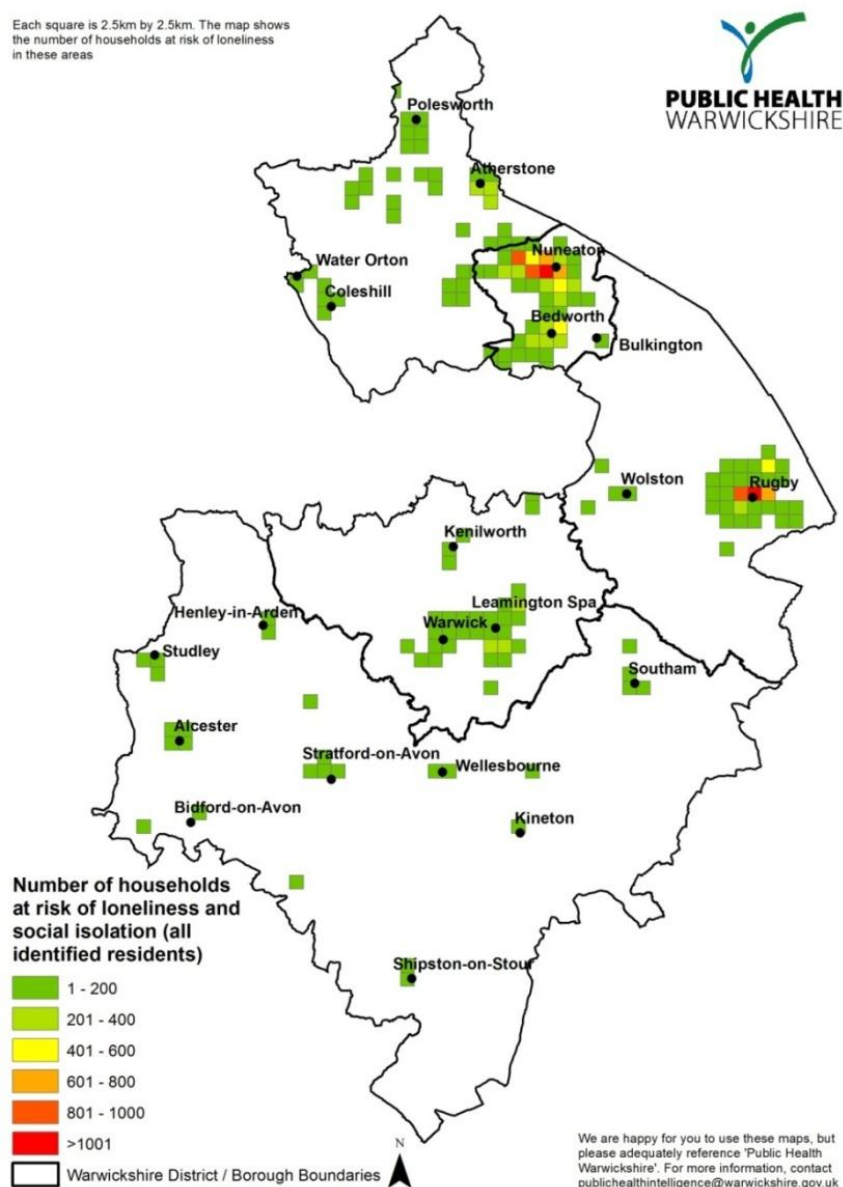 Each square is 2.5km by 2.5km. The map shows
the number of households at risk of loneliness
in these areas
PUBLIC HEALTH
WARWICKSHIRE
Polesworth
Atherstone
Nuneaton
Water Orton
Coleshill
Bedworth
Bulkington
Wolston
Rugby
Kenilworth
Leamington Spa
Henley-in-Arden
Warwick
Studley
Southam
Alcester
Stratford-on-Avon
Wellesbourne
Bidford-on-Avon
Kineton
Shipston-on-Stour
Number of households
at risk of loneliness and
social isolation (all
identified residents)
1 - 200
201 - 400
401 - 600
601 - 800
801 - 1000
>1001
Warwickshire District / Borough Boundaries
N
We are happy for you to use these maps, but
please adequately reference 'Public Health
Warwickshire'. For more information, contact
publichealthintelligence@warwickshire.gov.uk